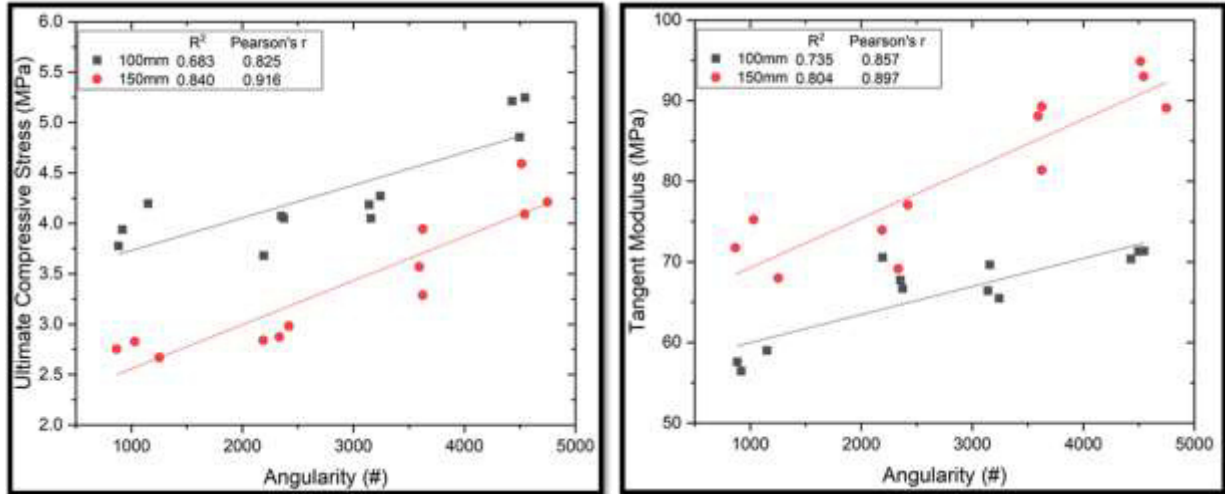 R2 Pearson's r
100mm 0.683 0.825
150mm 0.840 0.916
6.0
5.5
5.0
4.5
4.0
3.5
3.0
2.5
2.0
Ultimate Compressive Stress (MPa)
1000 2000 3000 4000 5000
Angularity (#)
R2 Pearson's r
100mm 0.735 0.857
150mm 0.804 0.897
100
90
80
70
60
50
Tangent Modulus (MPa)
1000 2000 3000 4000 5000
Angularity (#)